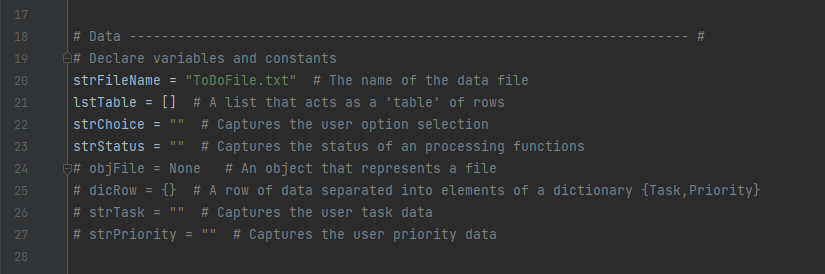 17
18 # Data ---------------------------------------------------------------------- #
19 # Declare variables and constants
20 strFileName = "ToDoFile.txt"  # The name of the data file
21 lstTable = []  # A list that acts as a 'table' of rows
22 strChoice = ""  # Captures the user option selection
23 strStatus = ""  # Captures the status of an processing functions
24 # objFile = None   # An object that represents a file
25 # dicRow = {}  # A row of data separated into elements of a dictionary {Task,Priority}
26 # strTask = ""  # Captures the user task data
27 # strPriority = ""  # Captures the user priority data
28